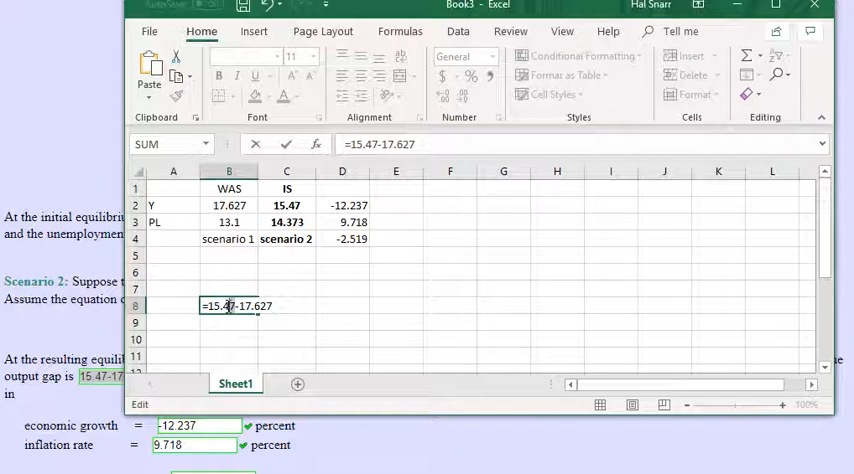 Book3 - Excel
Hal Snarr
File Home Insert Page Layout Formulas Data Review View Help Tell me
Paste
B I U
11
General
$ % 9
Conditional Formatting
Format as Table
Cell Styles
Insert
Delete
Format
Clipboard Font Alignment Number Styles Cells Editing
SUM
fx
=15.47-17.627
A B C D E F G H I J K L
1 WAS IS
2 Y 17.627 15.47 -12.237
3 PL 13.1 14.373 9.718
4 scenario 1 scenario 2 -2.519
5
6
7
8 =15.47-17.627
9
10
11
Sheet1
Edit
100%
At the initial equilibriu
and the unemploymen
Scenario 2: Suppose t
Assume the equation o
At the resulting equilib
output gap is 15.47-17
in
economic growth = -12.237 percent
inflation rate = 9.718 percent